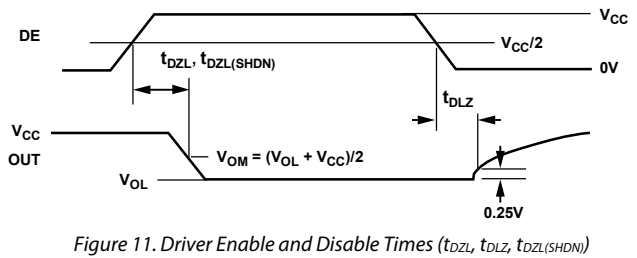 V_CC
DE
V_CC/2
t_DZL, t_DZL(SHDN)
0V
t_DLZ
V_CC
OUT
V_OM = (V_OL + V_CC)/2
V_OL
0.25V
Figure 11. Driver Enable and Disable Times (t_DZL, t_DLZ, t_DZL(SHDN))